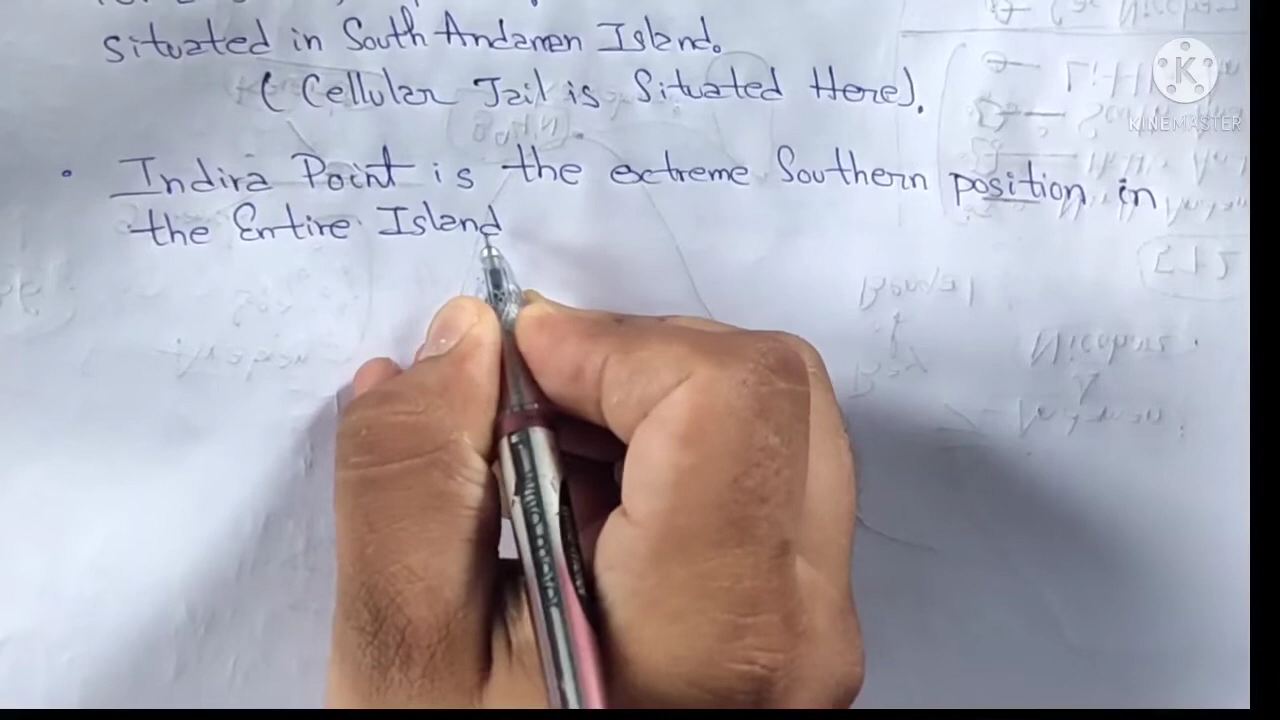 situated in South Andaman Island.
(Cellular Jail is Situated Here).
• Indira Point is the extreme Southern position in
the Entire Island
KINEMASTER